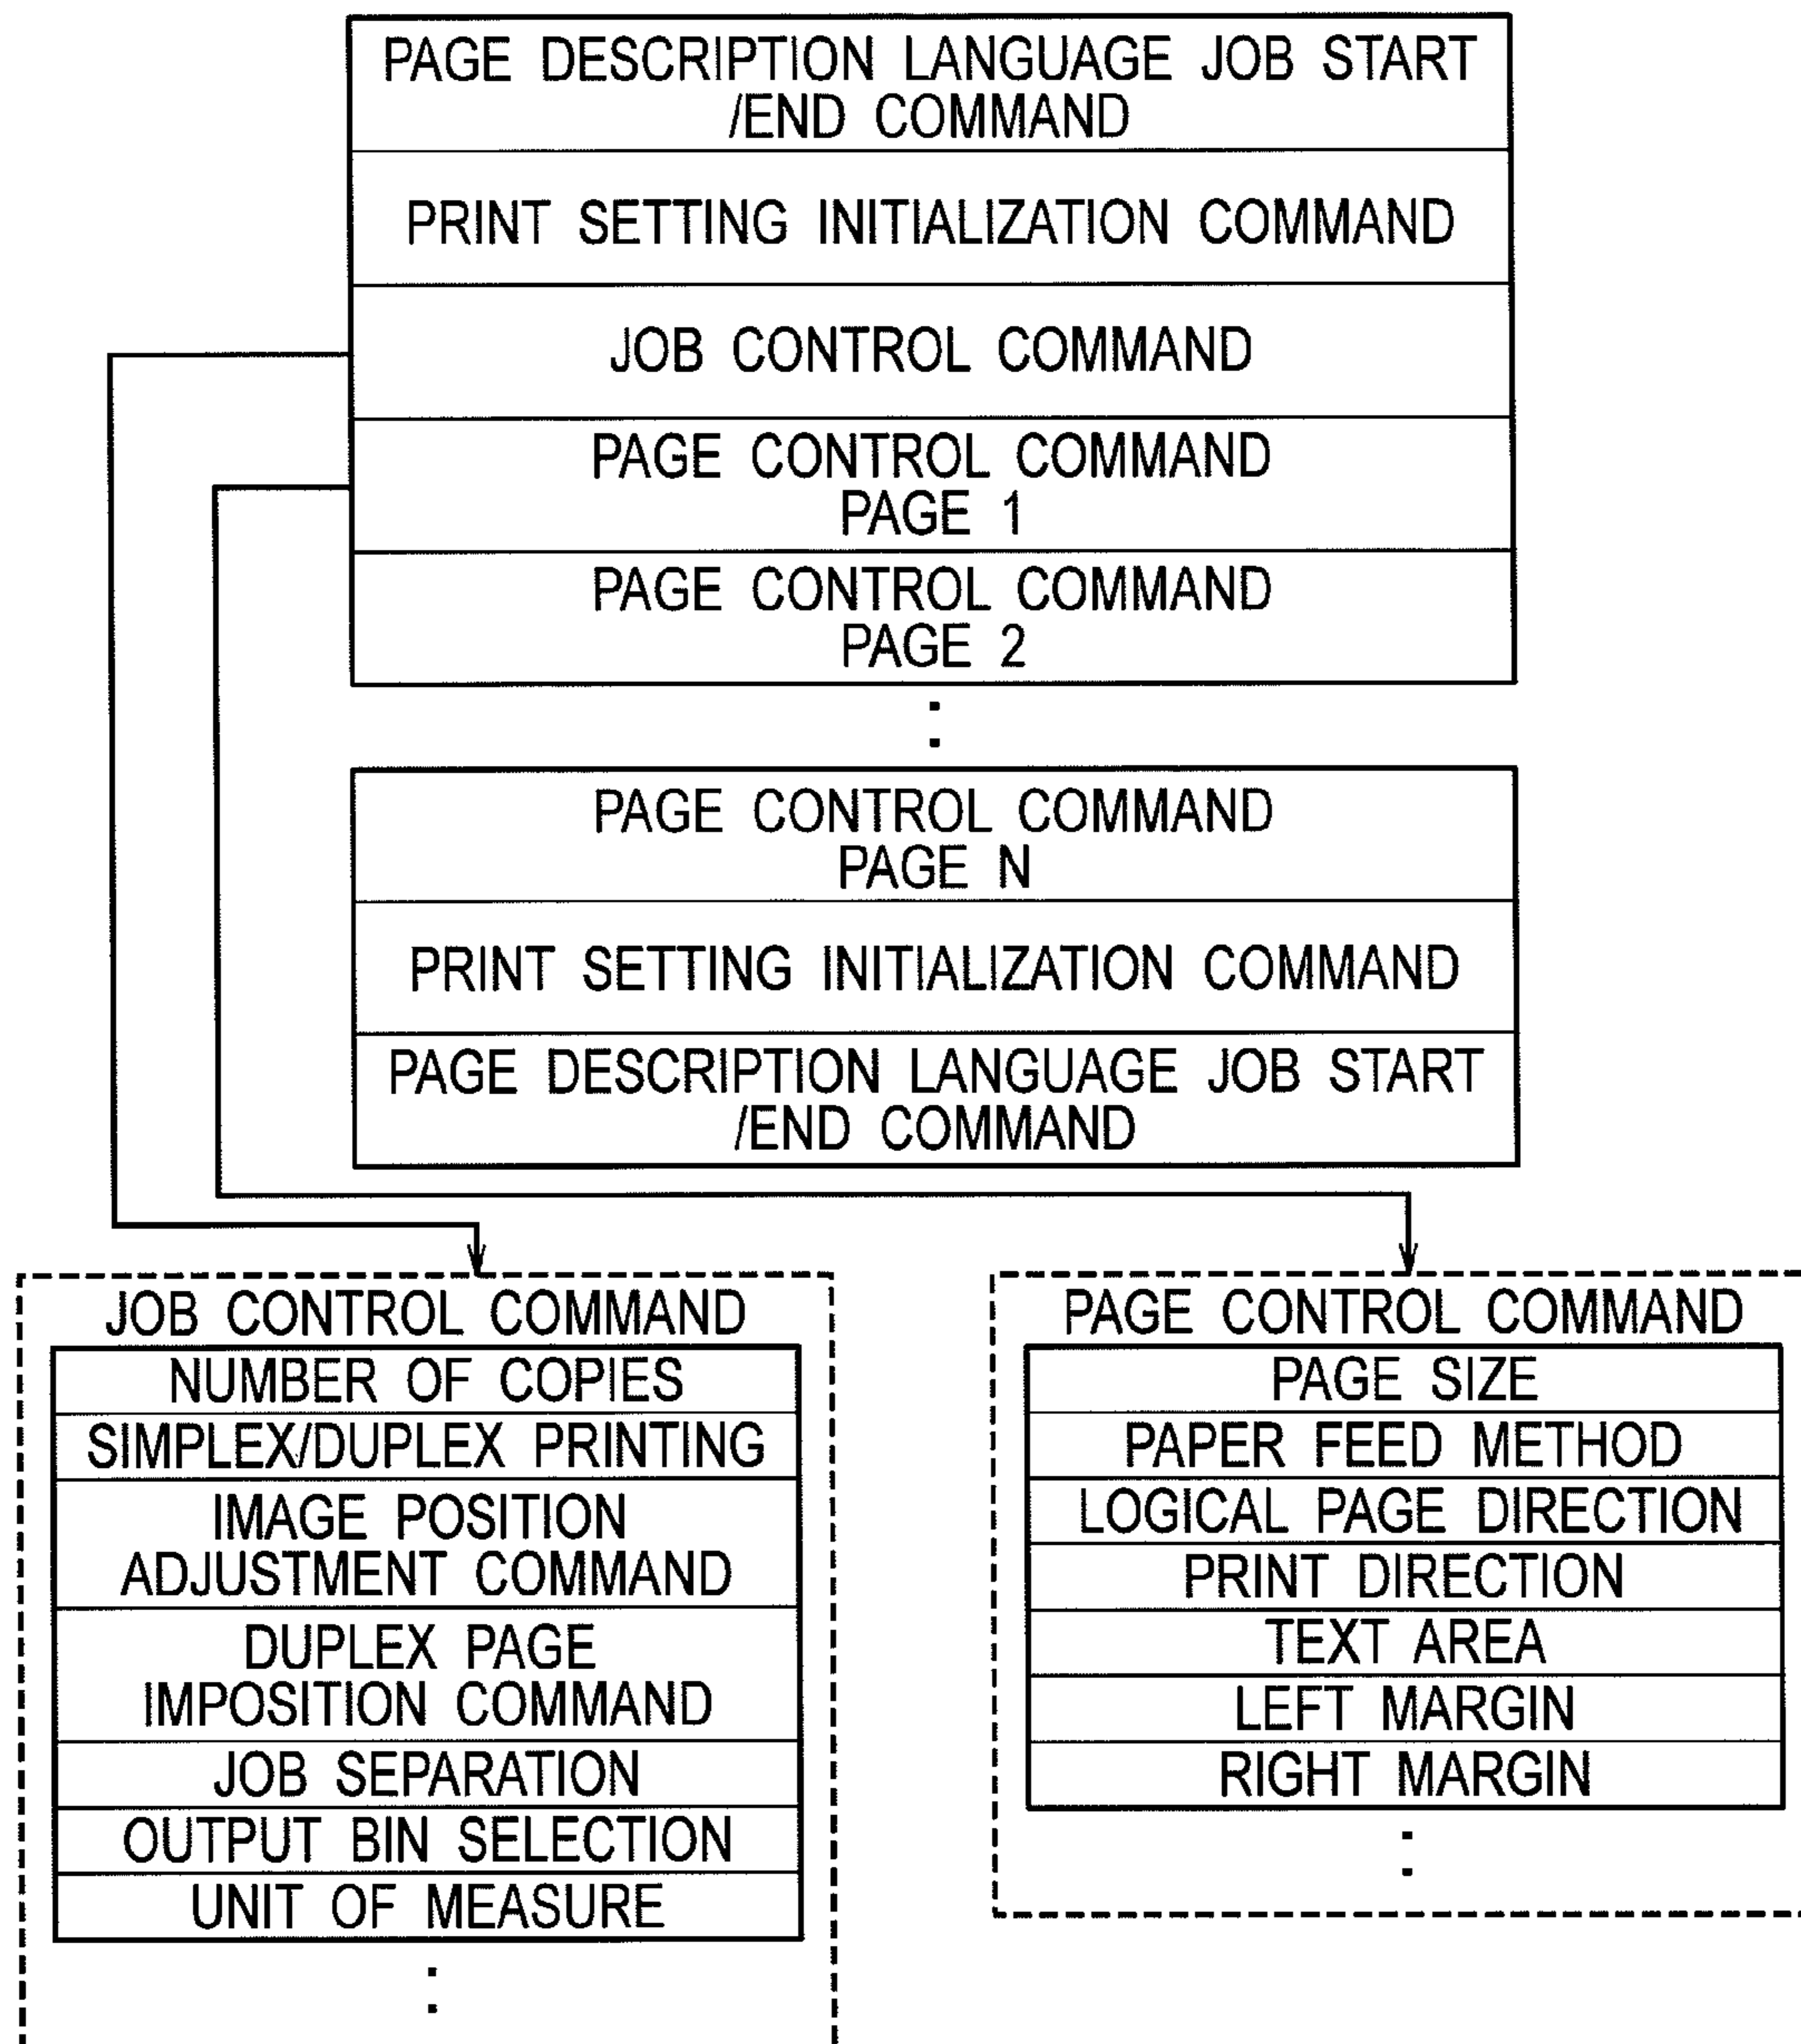 PAGE DESCRIPTION LANGUAGE JOB START
/END COMMAND
PRINT SETTING INITIALIZATION COMMAND
JOB CONTROL COMMAND
PAGE CONTROL COMMAND
PAGE 1
PAGE CONTROL COMMAND
PAGE 2
:
PAGE CONTROL COMMAND
PAGE N
PRINT SETTING INITIALIZATION COMMAND
PAGE DESCRIPTION LANGUAGE JOB START
/END COMMAND
JOB CONTROL COMMAND
NUMBER OF COPIES
SIMPLEX/DUPLEX PRINTING
IMAGE POSITION
ADJUSTMENT COMMAND
DUPLEX PAGE
IMPOSITION COMMAND
JOB SEPARATION
OUTPUT BIN SELECTION
UNIT OF MEASURE
:
PAGE CONTROL COMMAND
PAGE SIZE
PAPER FEED METHOD
LOGICAL PAGE DIRECTION
PRINT DIRECTION
TEXT AREA
LEFT MARGIN
RIGHT MARGIN
: